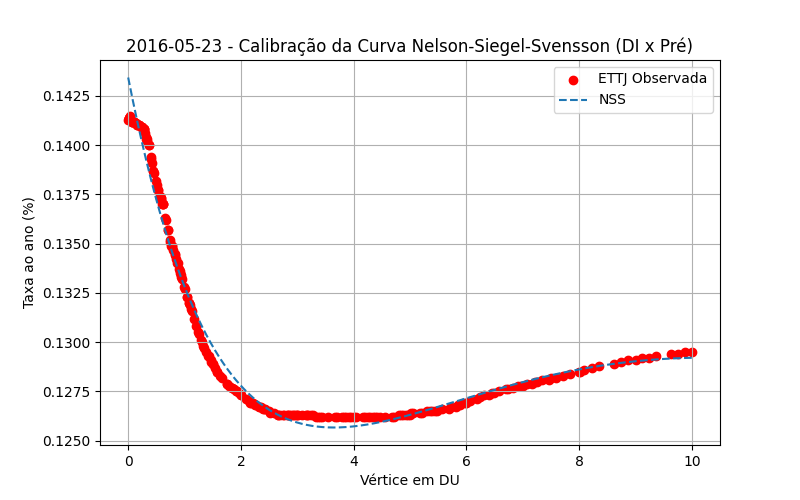 2016-05-23 - Calibração da Curva Nelson-Siegel-Svensson (DI x Pré)
ETTJ Observada
NSS
Taxa ao ano (%)
0.1425
0.1400
0.1375
0.1350
0.1325
0.1300
0.1275
0.1250
0 2 4 6 8 10
Vértice em DU